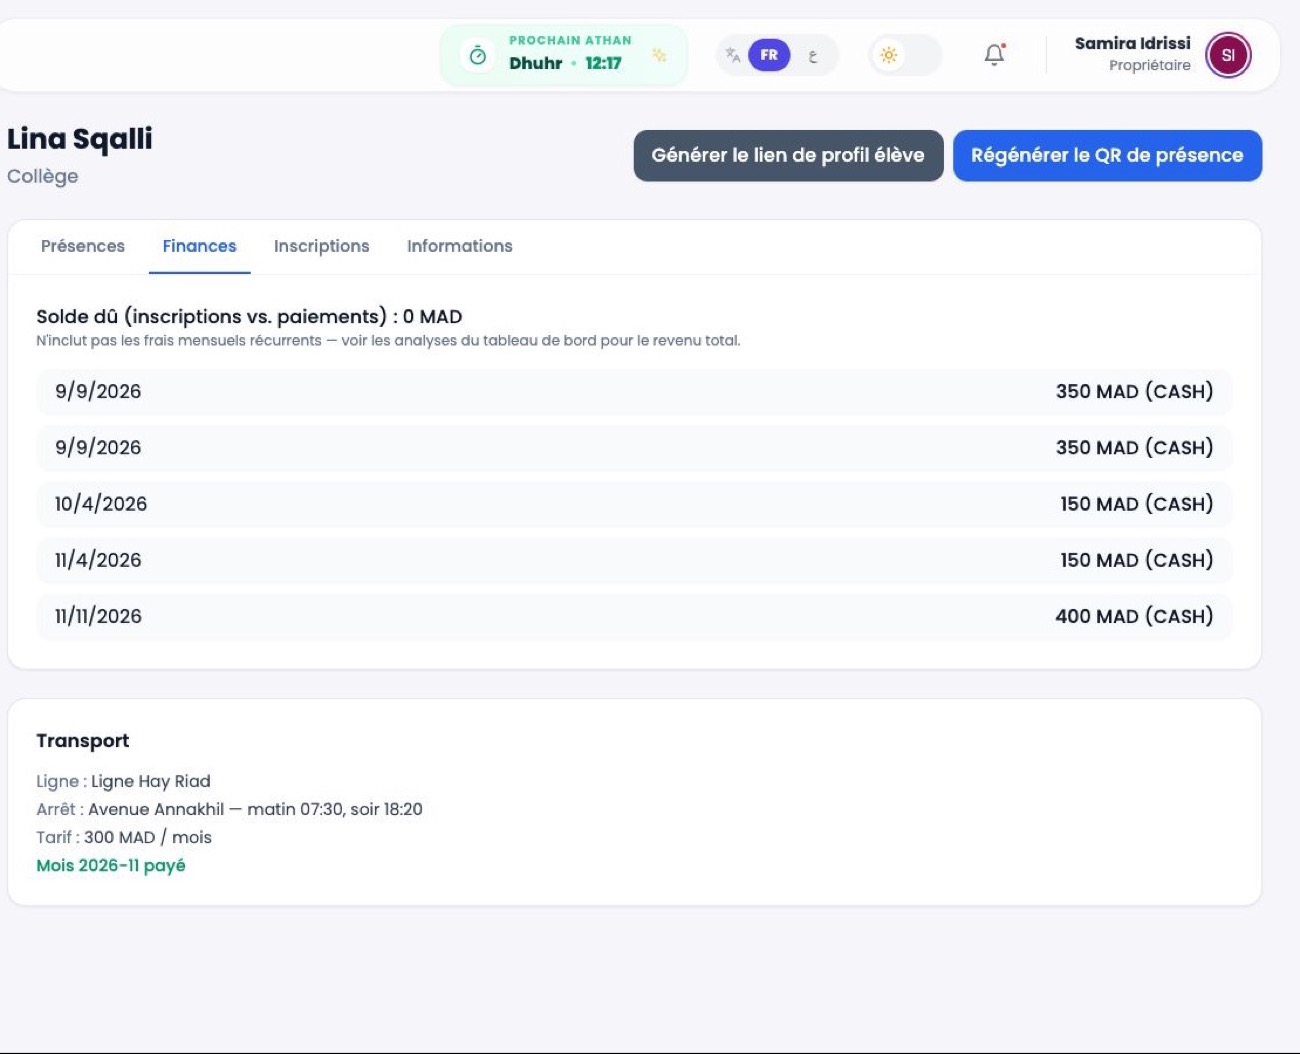 PROCHAIN ATHAN
Dhuhr • 12:17
FR
ع
Samira Idrissi
Propriétaire
SI
Lina Sqalli
Collège
Générer le lien de profil élève
Régénérer le QR de présence
Présences
Finances
Inscriptions
Informations
Solde dû (inscriptions vs. paiements) : 0 MAD
N'inclut pas les frais mensuels récurrents — voir les analyses du tableau de bord pour le revenu total.
9/9/2026 350 MAD (CASH)
9/9/2026 350 MAD (CASH)
10/4/2026 150 MAD (CASH)
11/4/2026 150 MAD (CASH)
11/11/2026 400 MAD (CASH)
Transport
Ligne : Ligne Hay Riad
Arrêt : Avenue Annakhil — matin 07:30, soir 18:20
Tarif : 300 MAD / mois
Mois 2026-11 payé